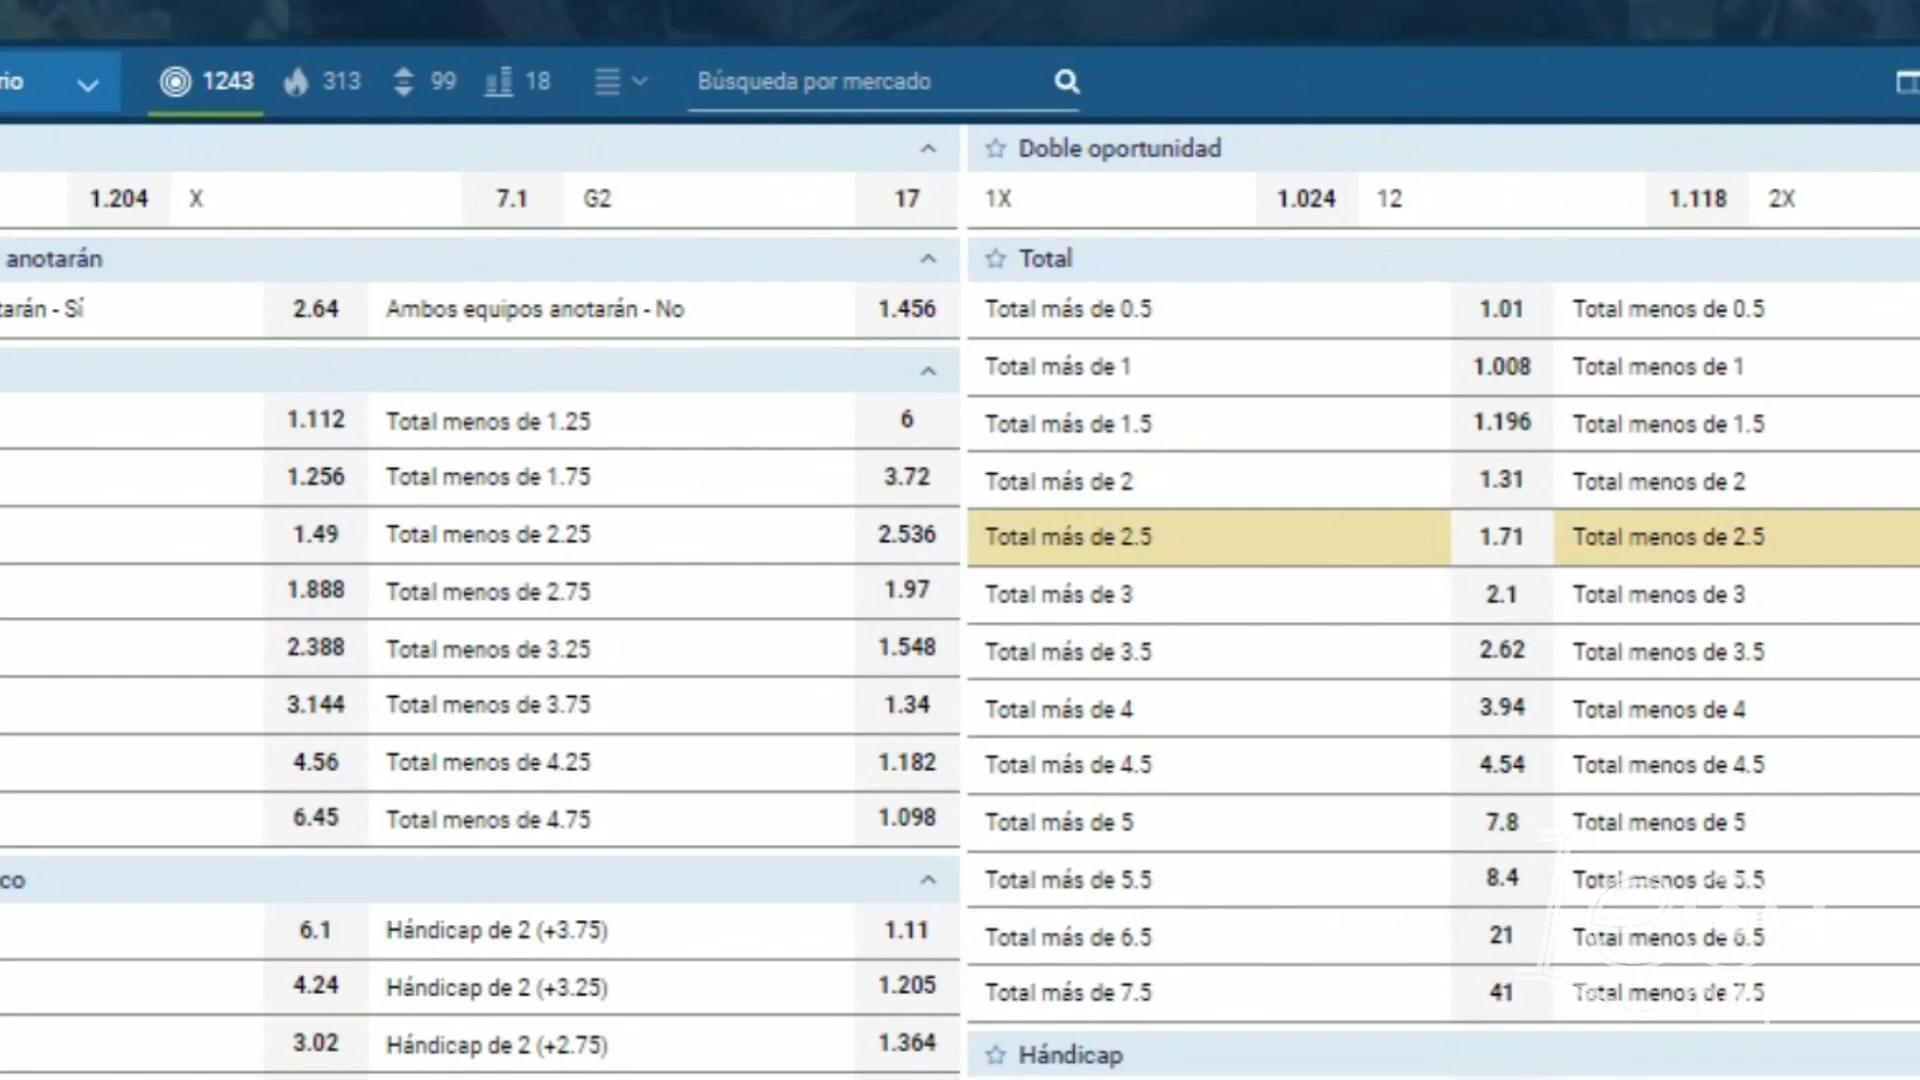 rio 1243 313 99 18 Búsqueda por mercado
Doble oportunidad
1.204 X 7.1 G2 17 1X 1.024 12 1.118 2X
anotarán Total
tarán - Sí 2.64 Ambos equipos anotarán - No 1.456 Total más de 0.5 1.01 Total menos de 0.5
Total más de 1 1.008 Total menos de 1
1.112 Total menos de 1.25 6 Total más de 1.5 1.196 Total menos de 1.5
1.256 Total menos de 1.75 3.72 Total más de 2 1.31 Total menos de 2
1.49 Total menos de 2.25 2.536 Total más de 2.5 1.71 Total menos de 2.5
1.888 Total menos de 2.75 1.97 Total más de 3 2.1 Total menos de 3
2.388 Total menos de 3.25 1.548 Total más de 3.5 2.62 Total menos de 3.5
3.144 Total menos de 3.75 1.34 Total más de 4 3.94 Total menos de 4
4.56 Total menos de 4.25 1.182 Total más de 4.5 4.54 Total menos de 4.5
6.45 Total menos de 4.75 1.098 Total más de 5 7.8 Total menos de 5
co Total más de 5.5 8.4 Total menos de 5.5
6.1 Hándicap de 2 (+3.75) 1.11 Total más de 6.5 21 Total menos de 6.5
4.24 Hándicap de 2 (+3.25) 1.205 Total más de 7.5 41 Total menos de 7.5
3.02 Hándicap de 2 (+2.75) 1.364 Hándicap